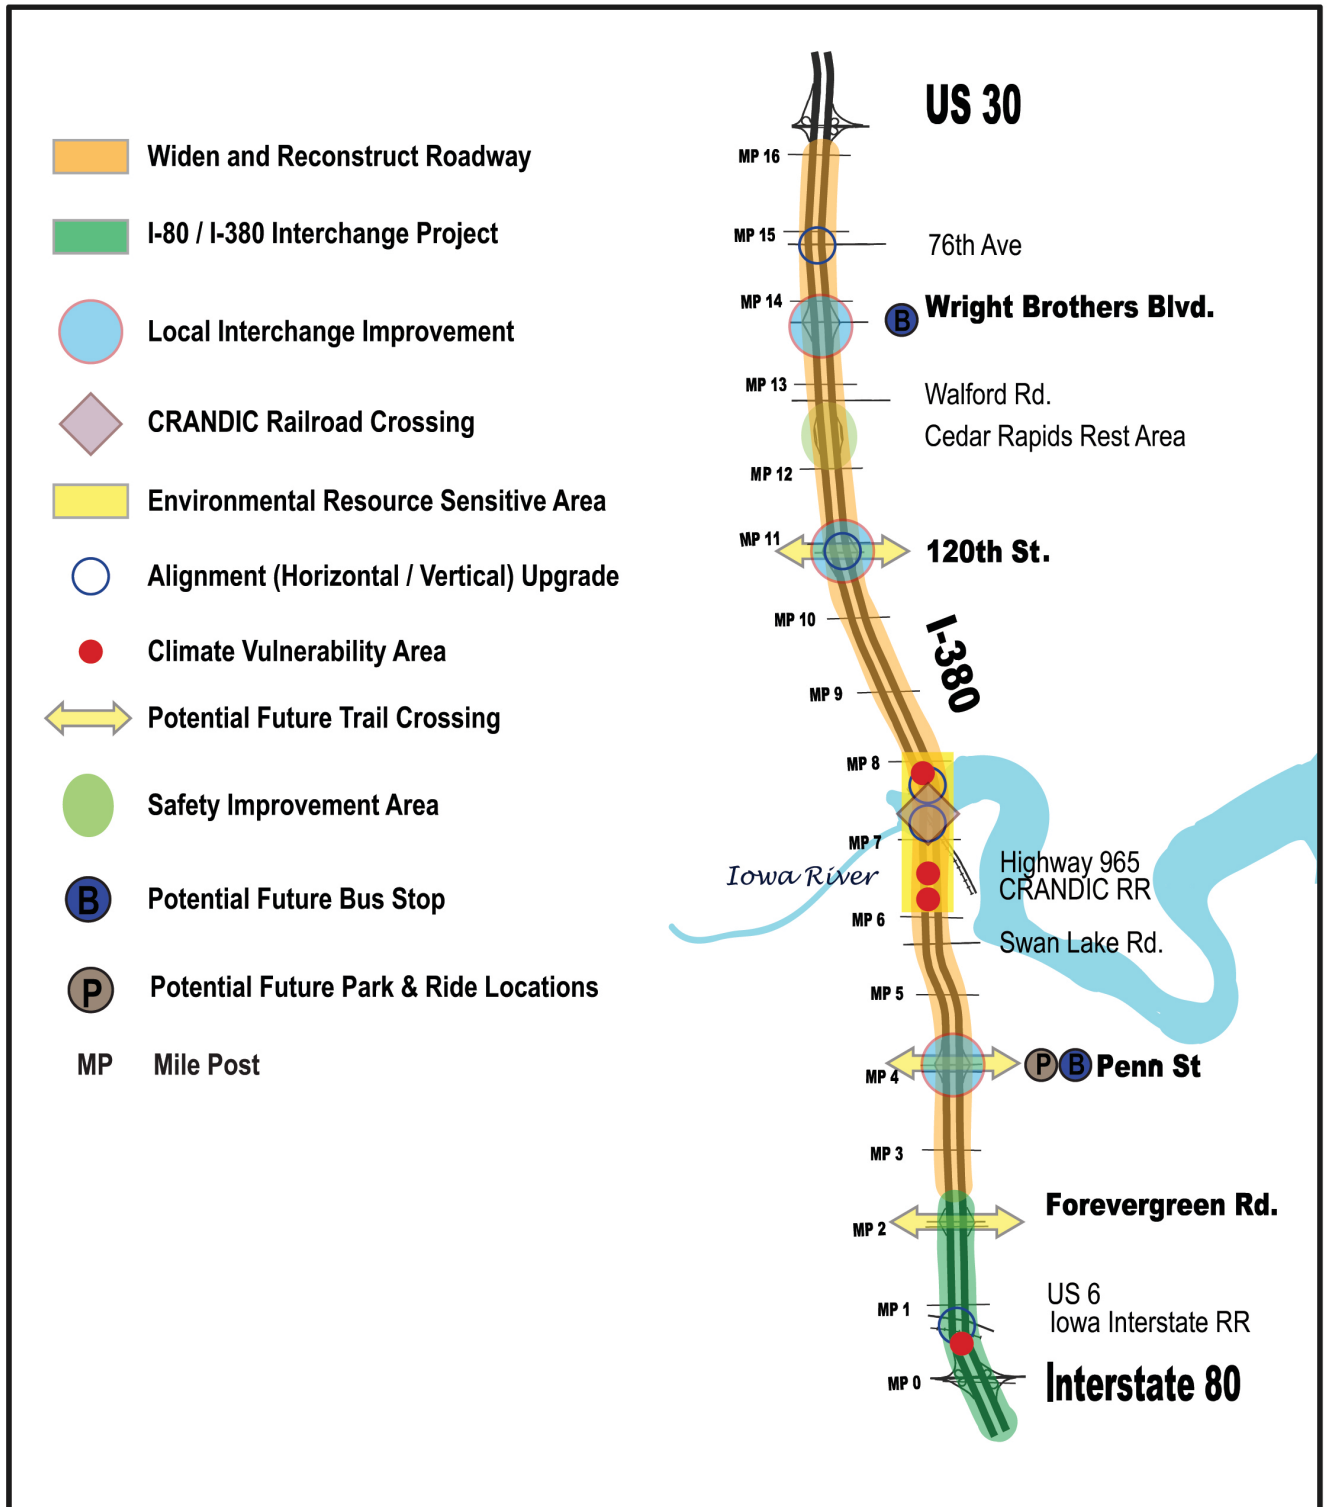 Widen and Reconstruct Roadway
I-80 / I-380 Interchange Project
Local Interchange Improvement
CRANDIC Railroad Crossing
Environmental Resource Sensitive Area
Alignment (Horizontal / Vertical) Upgrade
Climate Vulnerability Area
Potential Future Trail Crossing
Safety Improvement Area
B Potential Future Bus Stop
P Potential Future Park & Ride Locations
MP Mile Post
US 30
MP 16
MP 15
76th Ave
MP 14
B Wright Brothers Blvd.
MP 13
Walford Rd.
Cedar Rapids Rest Area
MP 12
MP 11
120th St.
MP 10
I-380
MP 9
MP 8
MP 7
Highway 965
CRANDIC RR
Iowa River
MP 6
Swan Lake Rd.
MP 5
P B Penn St
MP 4
MP 3
Forevergreen Rd.
MP 2
US 6
MP 1
Iowa Interstate RR
MP 0
Interstate 80